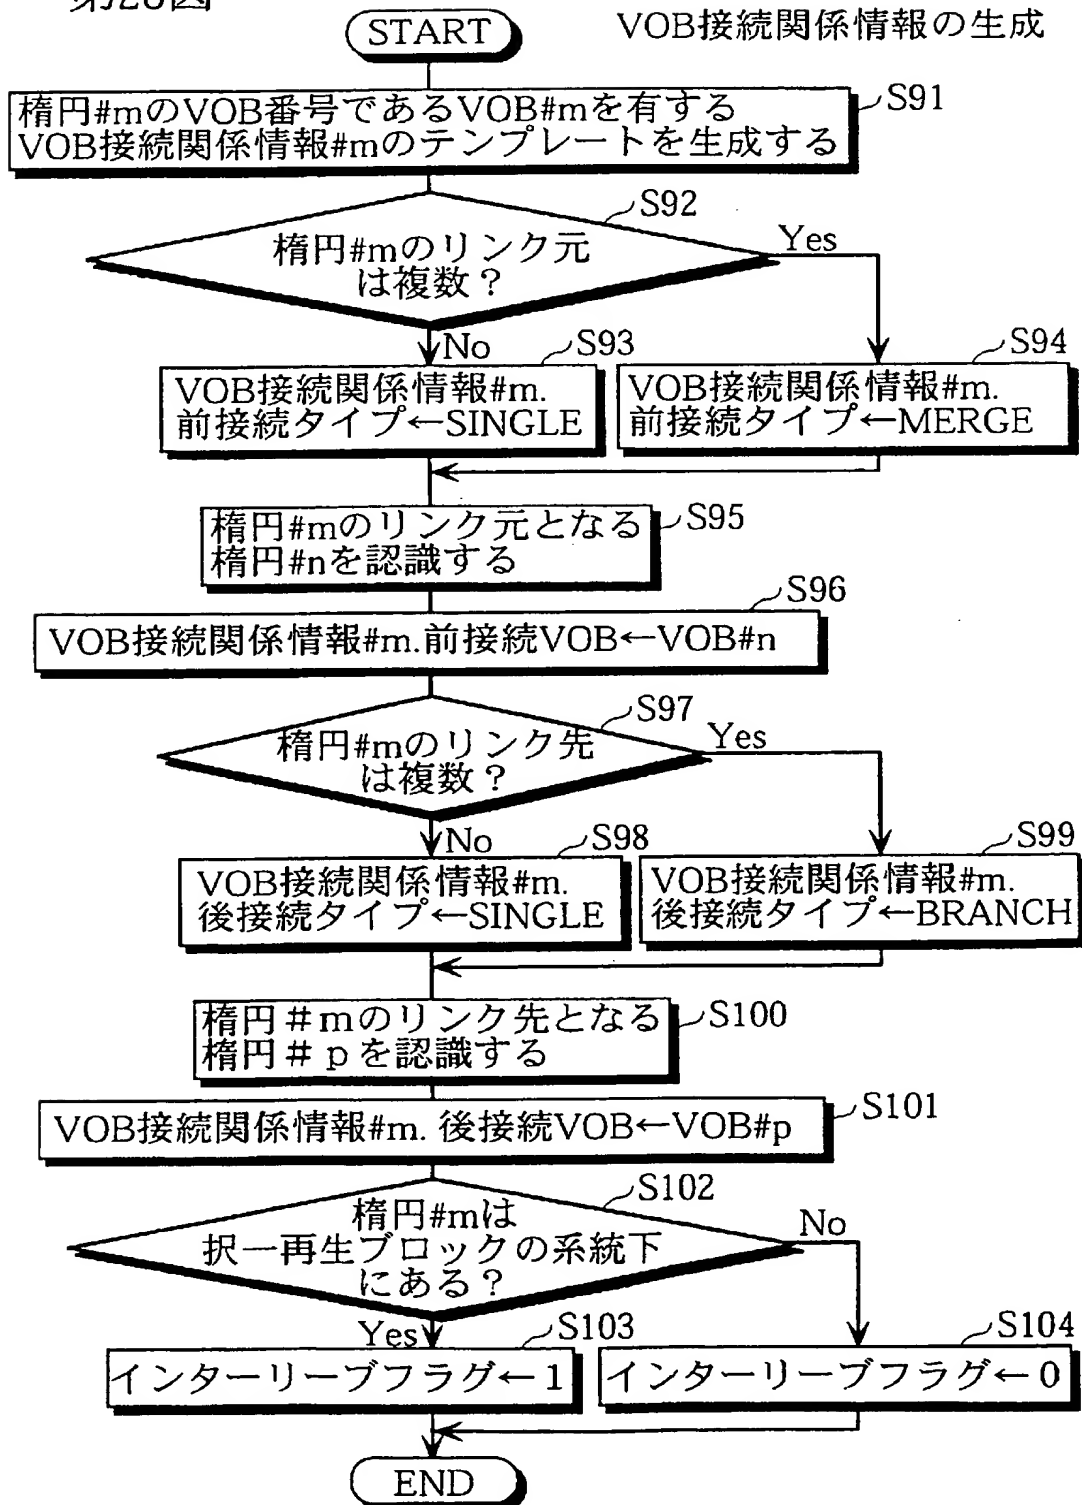 VOB接続関係情報の生成
START
S91
楕円#mのVOB番号であるVOB#mを有する
VOB接続関係情報#mのテンプレートを生成する
S92
楕円#mのリンク元
は複数？
Yes
No
S93
VOB接続関係情報#m.
前接続タイプ←SINGLE
S94
VOB接続関係情報#m.
前接続タイプ←MERGE
S95
楕円#mのリンク元となる
楕円#nを認識する
S96
VOB接続関係情報#m.前接続VOB←VOB#n
S97
楕円#mのリンク先
は複数？
Yes
No
S98
VOB接続関係情報#m.
後接続タイプ←SINGLE
S99
VOB接続関係情報#m.
後接続タイプ←BRANCH
S100
楕円＃mのリンク先となる
楕円＃ｐを認識する
S101
VOB接続関係情報#m. 後接続VOB←VOB#p
S102
楕円#mは
択一再生ブロックの系統下
にある？
No
Yes
S103
インターリーブフラグ←1
S104
インターリーブフラグ←0
END